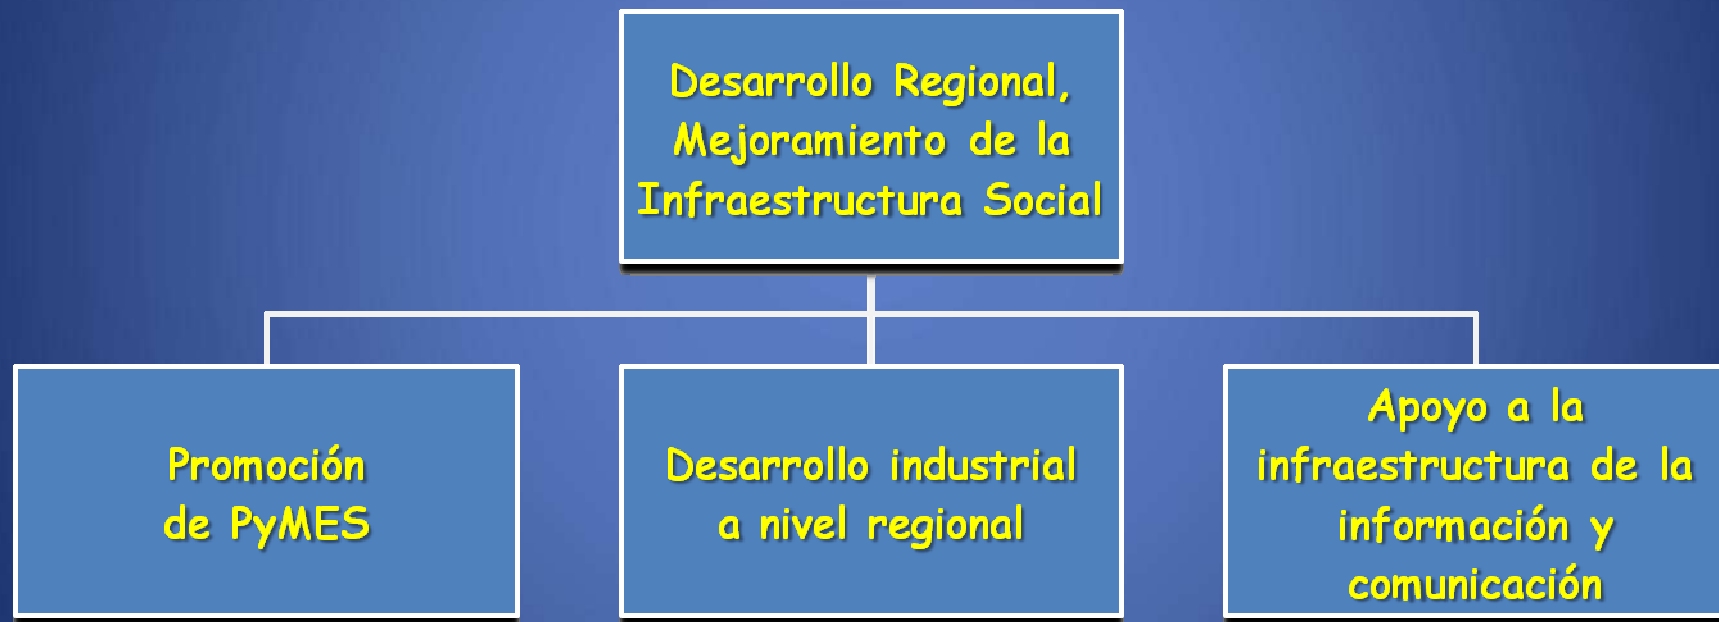 Desarrollo Regional,
Mejoramiento de la
Infraestructura Social
Promoción
de PyMES
Desarrollo industrial
a nivel regional
Apoyo a la
infraestructura de la
información y
comunicación